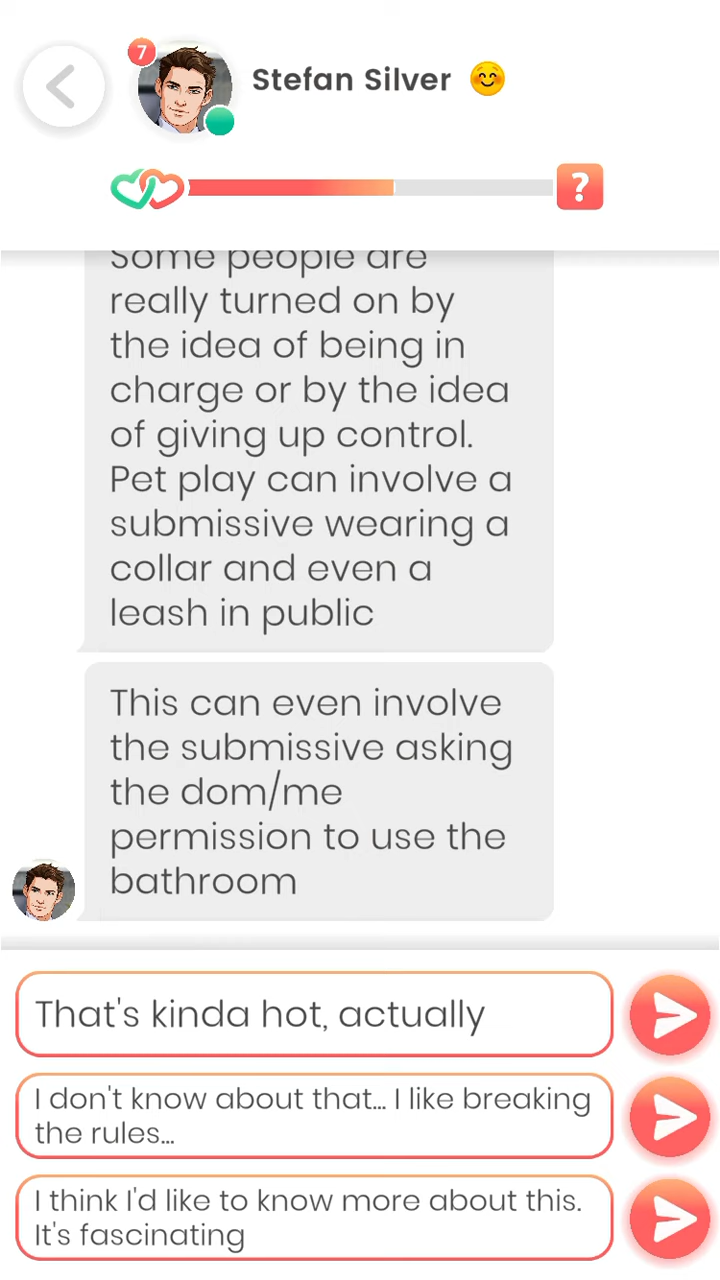 7
Stefan Silver
?
Some people are
really turned on by
the idea of being in
charge or by the idea
of giving up control.
Pet play can involve a
submissive wearing a
collar and even a
leash in public
This can even involve
the submissive asking
the dom/me
permission to use the
bathroom
That's kinda hot, actually
I don't know about that... I like breaking
the rules...
I think I'd like to know more about this.
It's fascinating